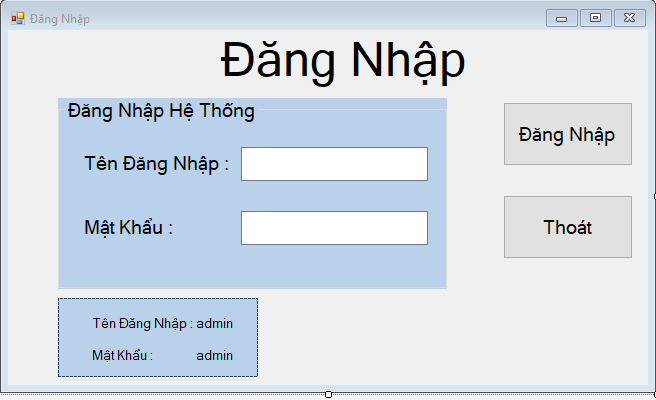 Đăng Nhập
Đăng Nhập
Đăng Nhập Hệ Thống
Tên Đăng Nhập :
Mật Khẩu :
Đăng Nhập
Thoát
Tên Đăng Nhập : admin
Mật Khẩu : admin